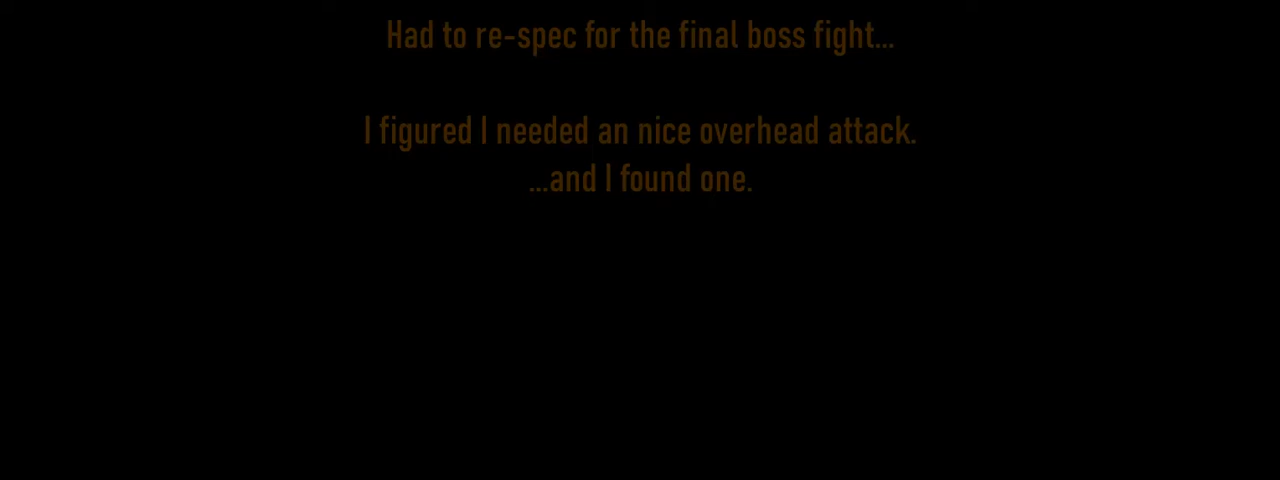 Had to re-spec for the final boss fight...
I figured I needed an nice overhead attack.
...and I found one.